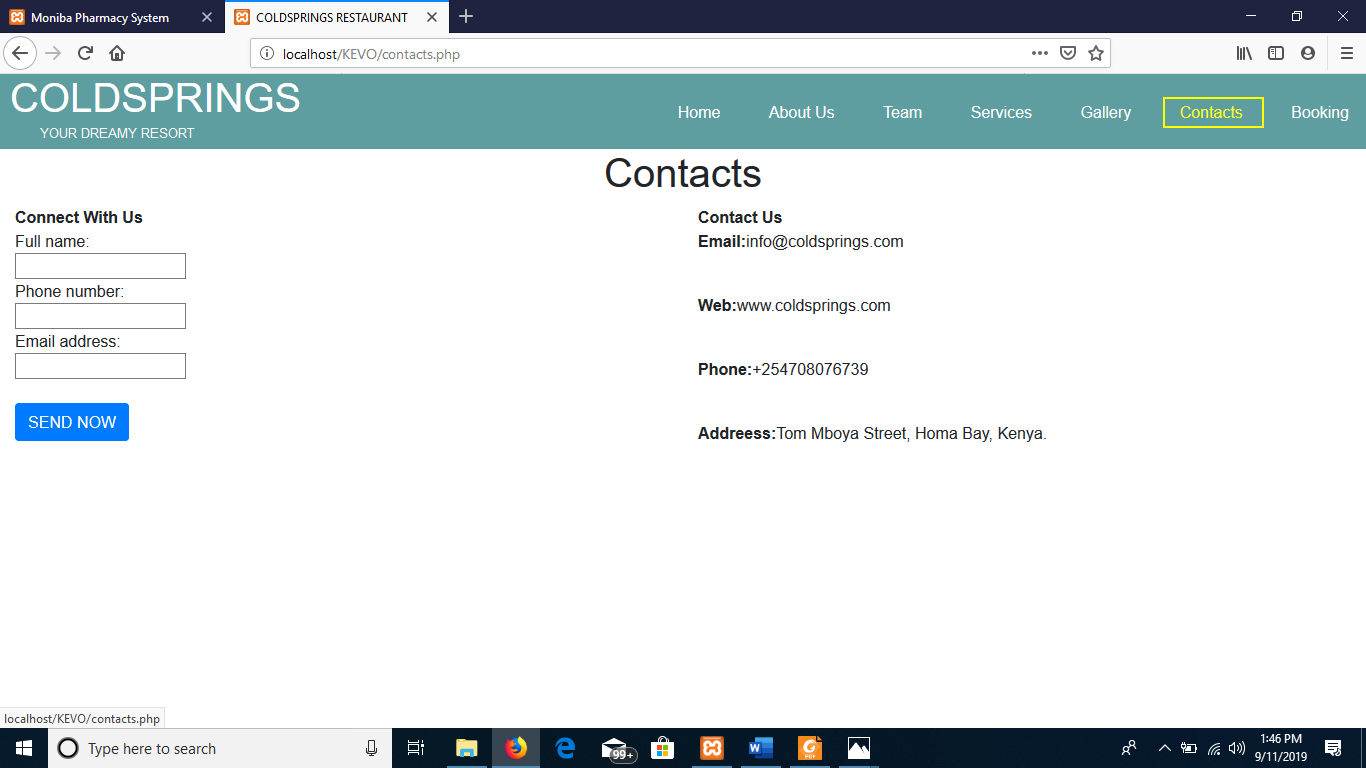 Moniba Pharmacy System
COLDSPRINGS RESTAURANT
localhost/KEVO/contacts.php
COLDSPRINGS
YOUR DREAMY RESORT
Home About Us Team Services Gallery Contacts Booking
Contacts
Connect With Us
Full name:
Phone number:
Email address:
SEND NOW
Contact Us
Email:info@coldsprings.com
Web:www.coldsprings.com
Phone:+254708076739
Addreess:Tom Mboya Street, Homa Bay, Kenya.
localhost/KEVO/contacts.php
Type here to search
99+
W
PDF
1:46 PM
9/11/2019